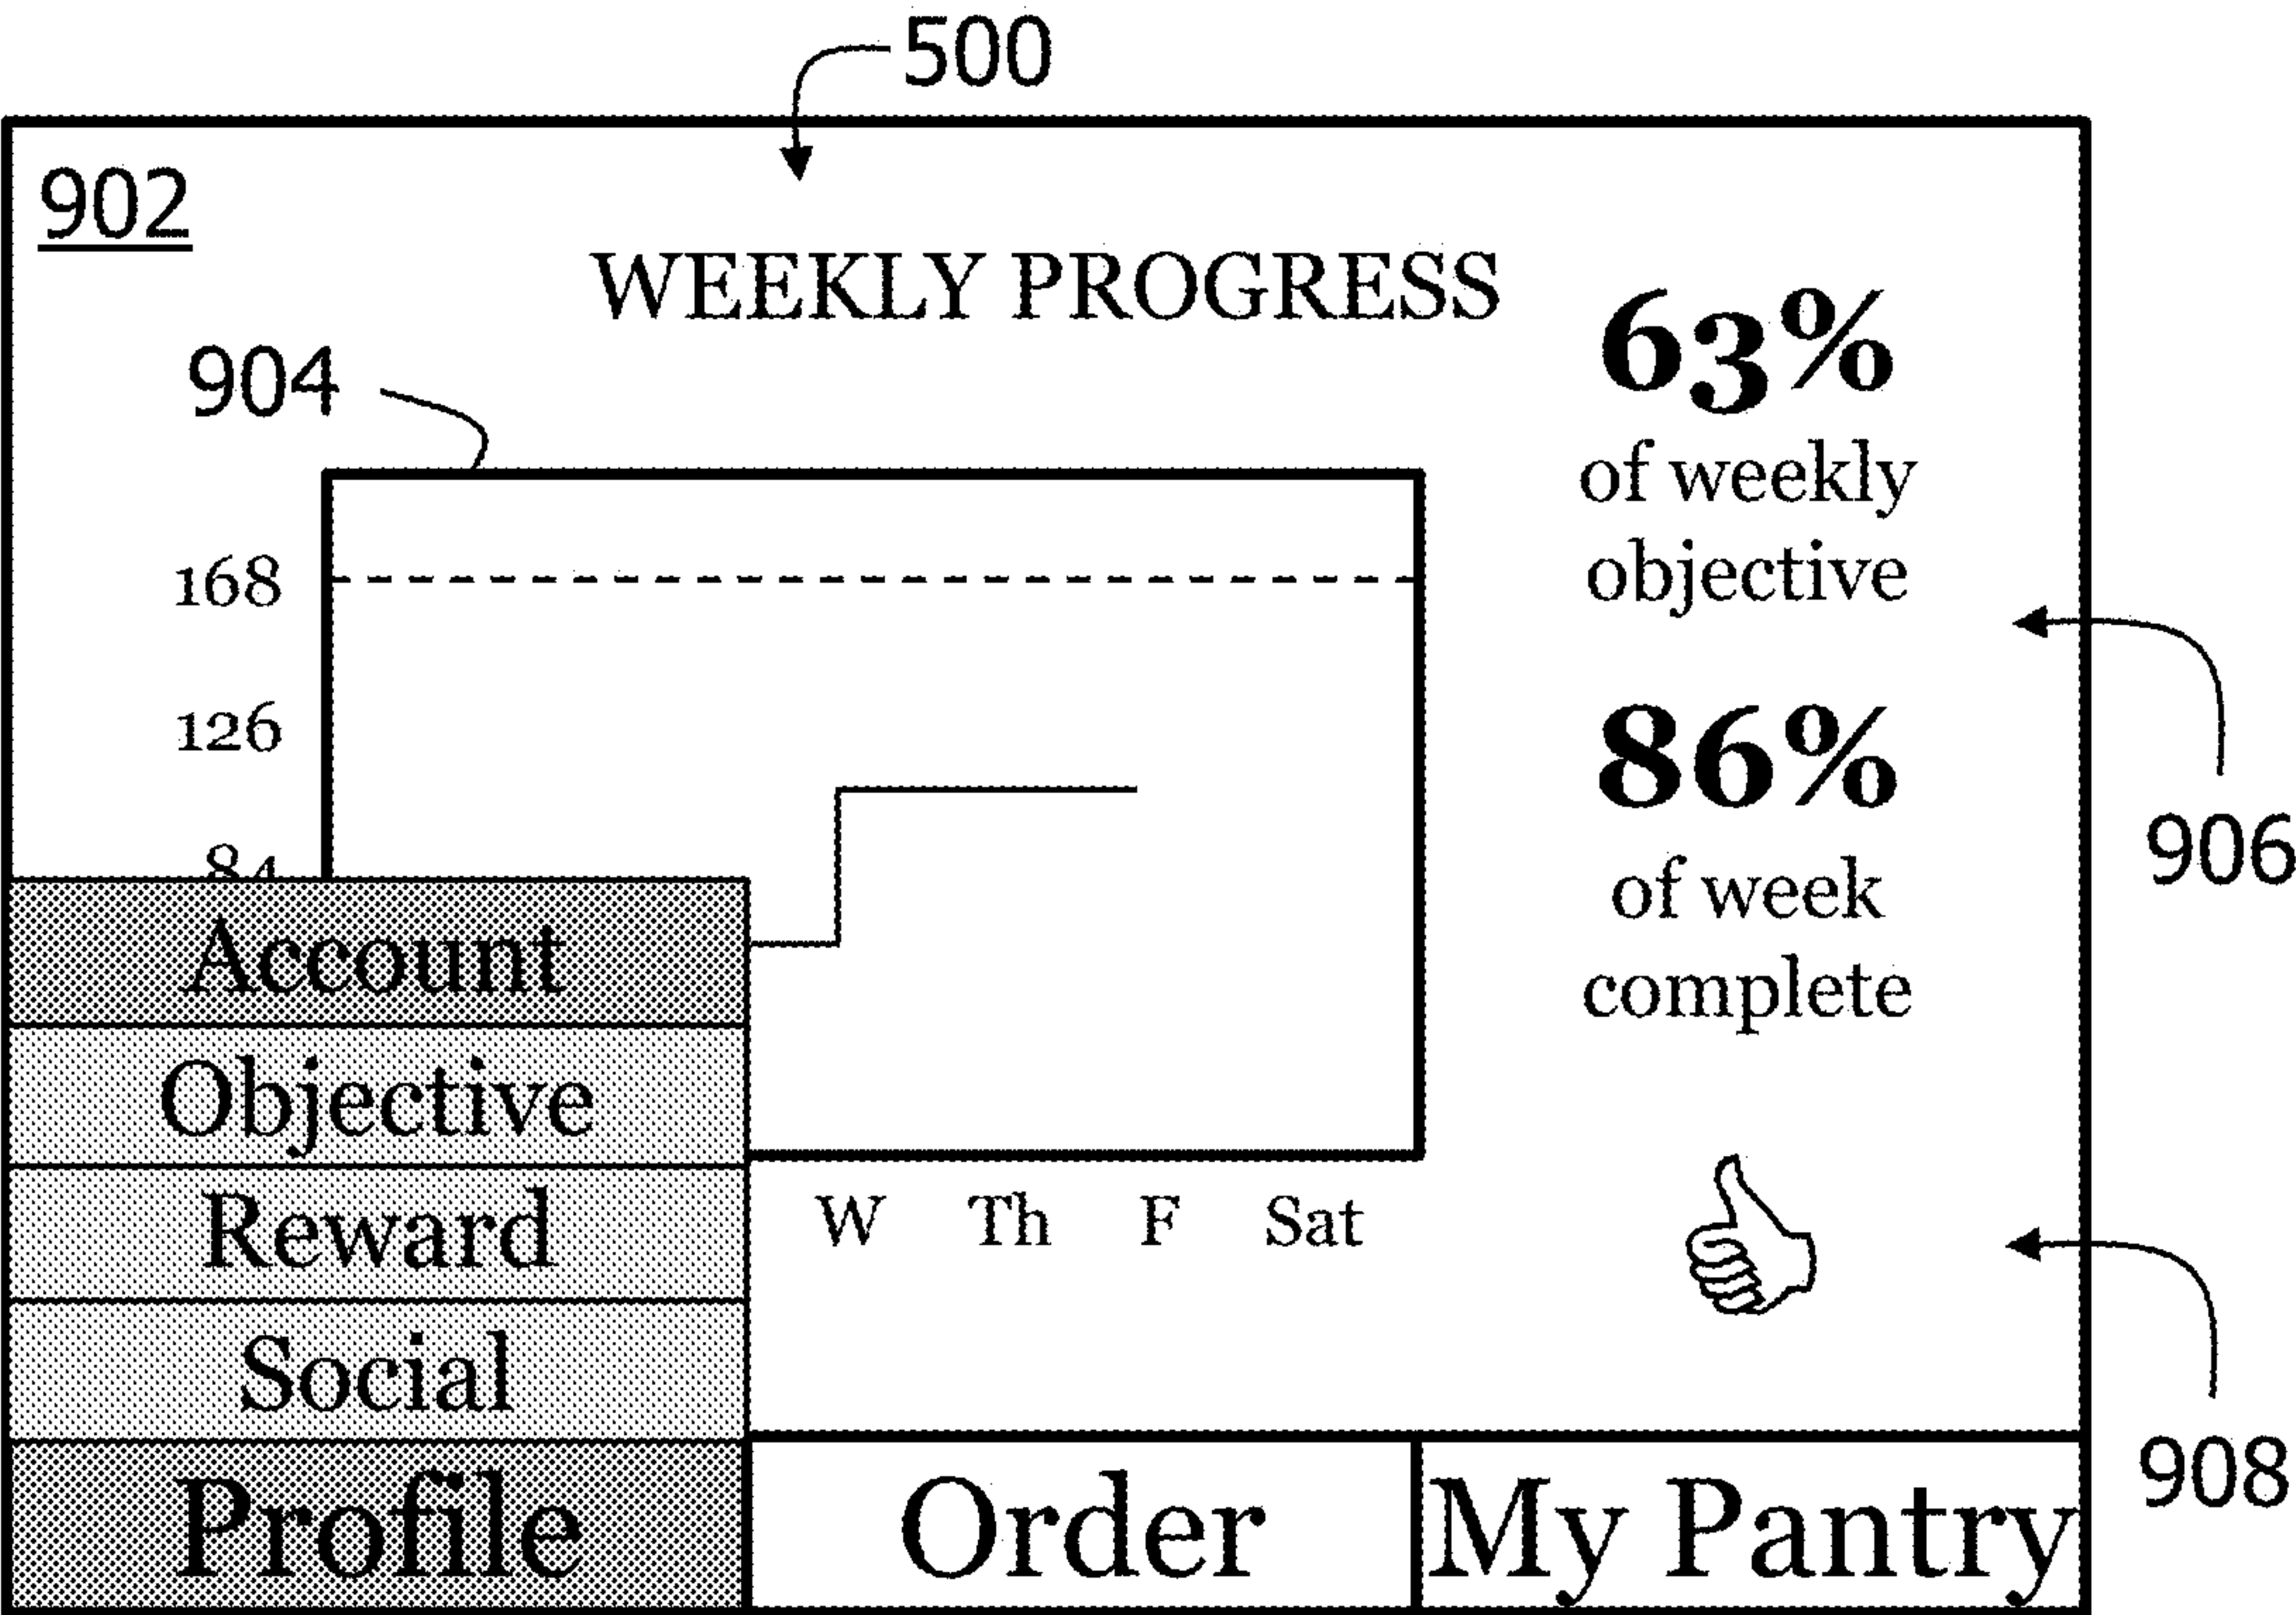 500
902
WEEKLY PROGRESS
63%
of weekly
objective
904
168
126
84
86%
of week
complete
906
Account
Objective
Reward
Social
W Th F Sat
908
Profile Order My Pantry